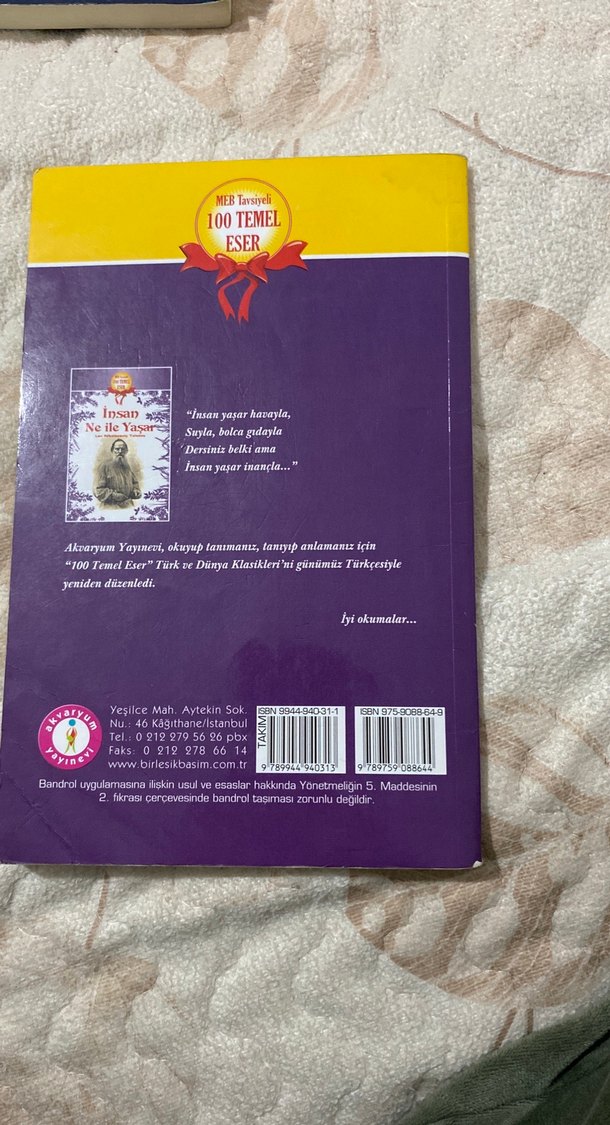 MEB Tavsiyeli
100 TEMEL
ESER
MEB Tavsiyeli
100 TEMEL
ESER
İnsan
Ne ile Yaşar
“İnsan yaşar havayla,
Suyla, bolca gıdayla
Dersiniz belki ama
İnsan yaşar inançla...”
Akvaryum Yayınevi, okuyup tanımanız, tanıyıp anlamanız için
“100 Temel Eser” Türk ve Dünya Klasikleri’ni günümüz Türkçesiyle
yeniden düzenledi.
İyi okumalar...
akvaryum
yayınevi
Yeşilce Mah. Aytekin Sok.
Nu.: 46 Kâğıthane/İstanbul
Tel.: 0 212 279 56 26 pbx
Faks: 0 212 278 66 14
www.birlesikbasim.com.tr
TAKIM
ISBN 9944-940-31-1
9 789944 940313
ISBN 975-9088-64-9
9 789759 088644
Bandrol uygulamasına ilişkin usul ve esaslar hakkında Yönetmeliğin 5. Maddesinin
2. fıkrası çerçevesinde bandrol taşıması zorunlu değildir.